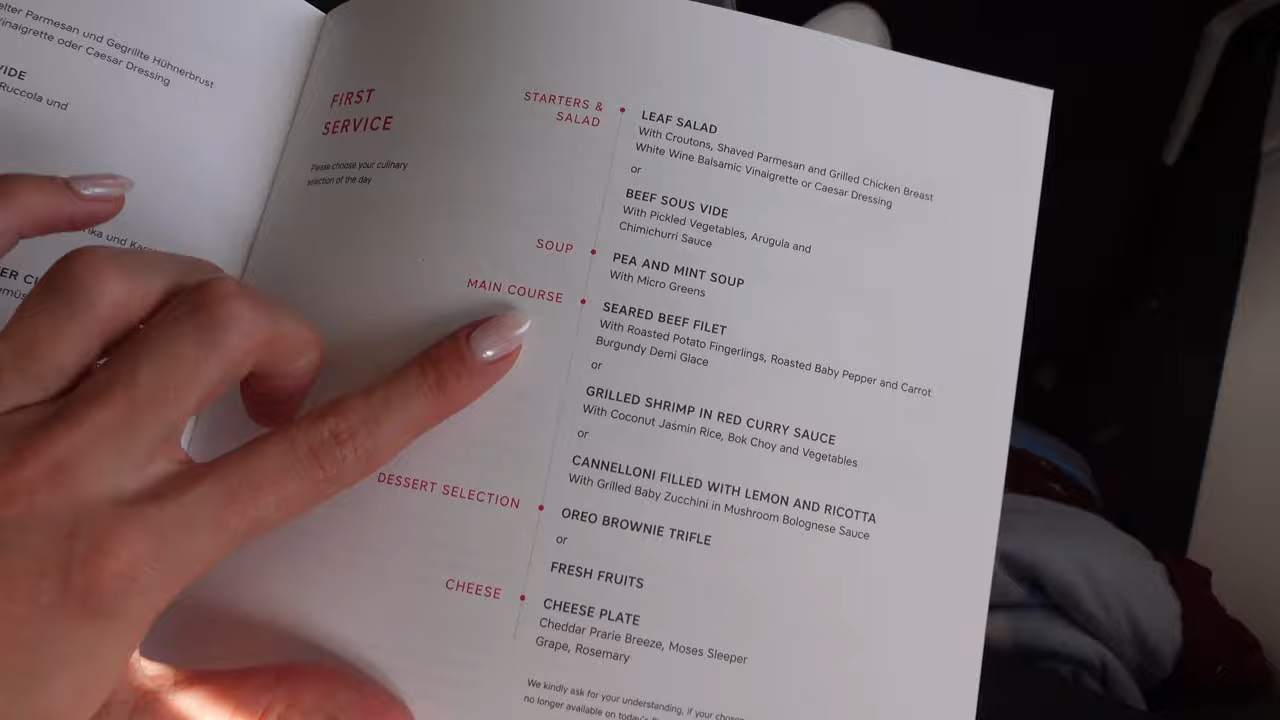 Parmesan und Gegrillte Hühnerbrust
Vinaigrette oder Caesar Dressing
VIDE
Ruccola und
und
FIRST
SERVICE
Please choose your culinary
selection of the day
STARTERS &
SALAD
LEAF SALAD
With Croutons, Shaved Parmesan and Grilled Chicken Breast
White Wine Balsamic Vinaigrette or Caesar Dressing
or
BEEF SOUS VIDE
With Pickled Vegetables, Arugula and
Chimichurri Sauce
SOUP
PEA AND MINT SOUP
With Micro Greens
MAIN COURSE
SEARED BEEF FILET
With Roasted Potato Fingerlings, Roasted Baby Pepper and Carrot
Burgundy Demi Glace
or
GRILLED SHRIMP IN RED CURRY SAUCE
With Coconut Jasmin Rice, Bok Choy and Vegetables
or
CANNELLONI FILLED WITH LEMON AND RICOTTA
With Grilled Baby Zucchini in Mushroom Bolognese Sauce
DESSERT SELECTION
OREO BROWNIE TRIFLE
or
FRESH FRUITS
CHEESE
CHEESE PLATE
Cheddar Prarie Breeze, Moses Sleeper
Grape, Rosemary
We kindly ask for your understanding, if your
no longer available on